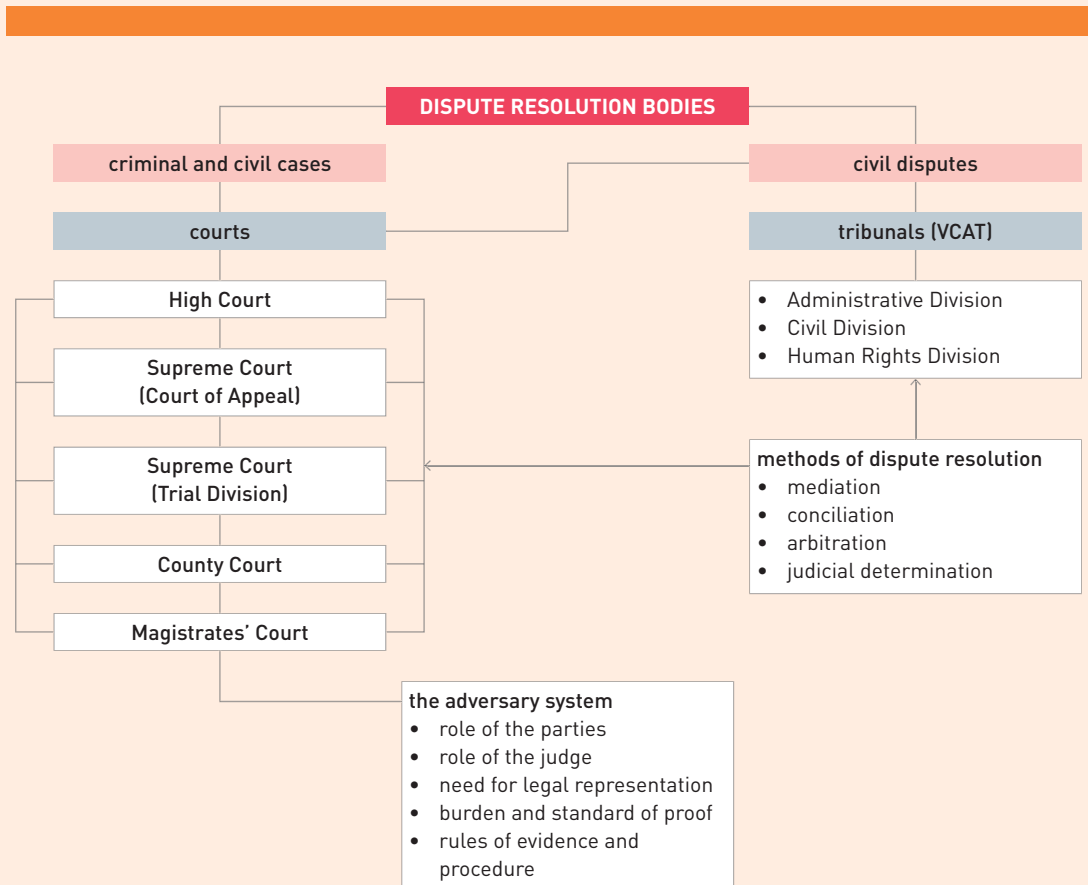 DISPUTE RESOLUTION BODIES
criminal and civil cases
civil disputes
courts
tribunals (VCAT)
High Court
Supreme Court
(Court of Appeal)
Supreme Court
(Trial Division)
County Court
Magistrates’ Court
• Administrative Division
• Civil Division
• Human Rights Division
methods of dispute resolution
• mediation
• conciliation
• arbitration
• judicial determination
the adversary system
• role of the parties
• role of the judge
• need for legal representation
• burden and standard of proof
• rules of evidence and
procedure